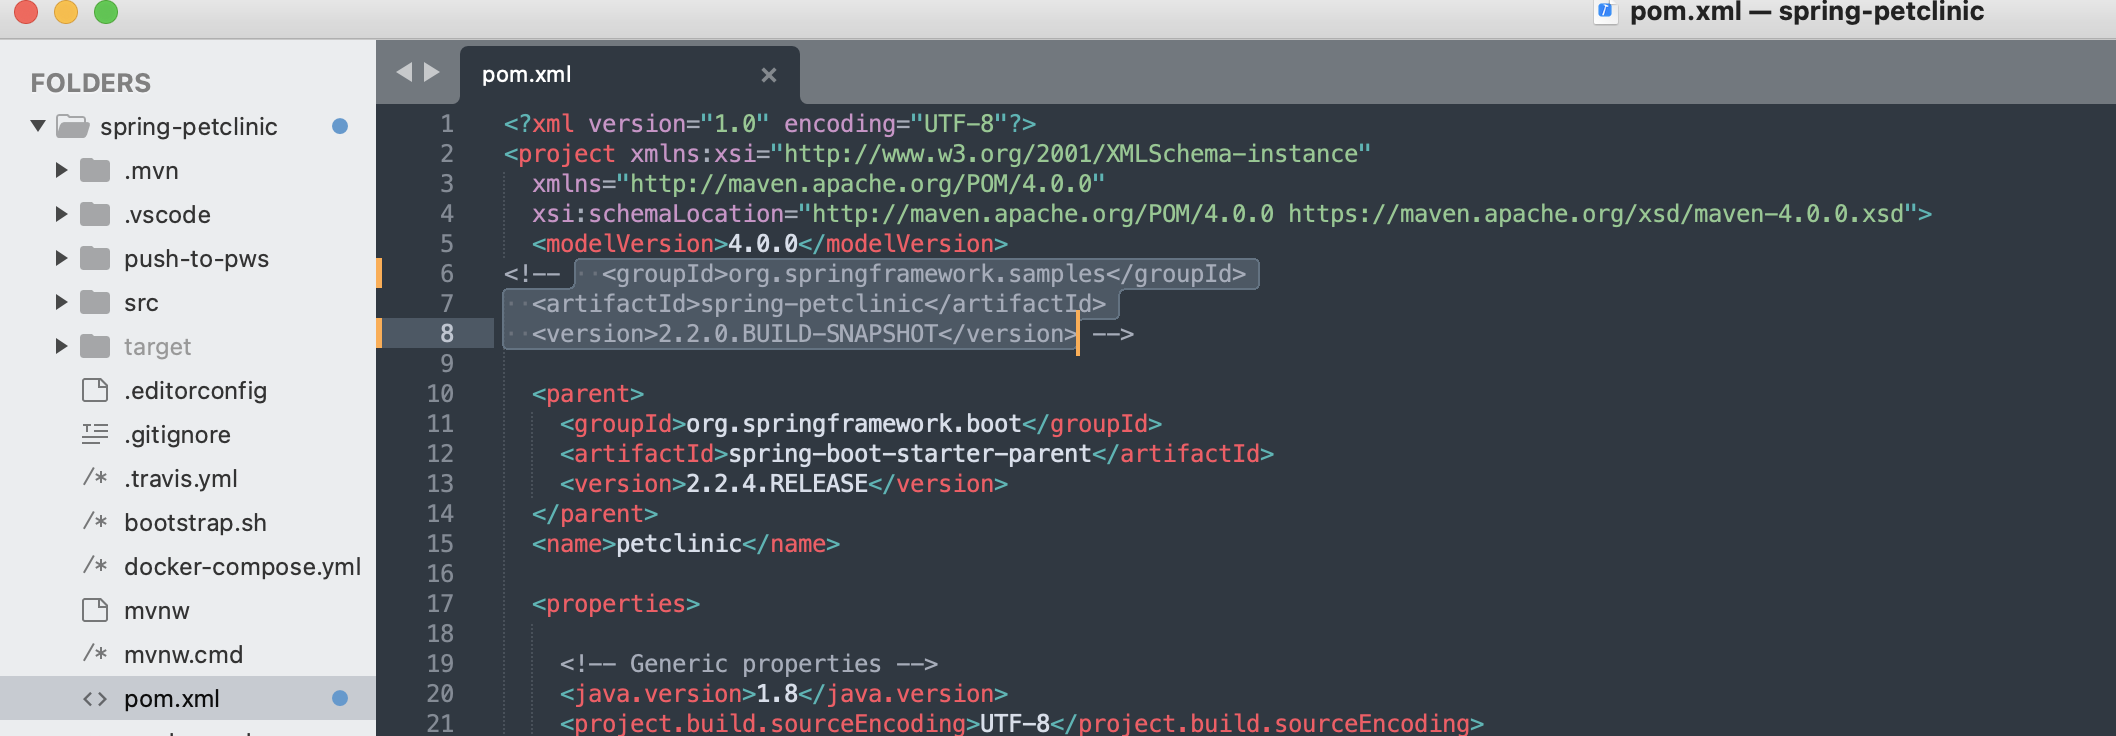 pom.xml — spring-petclinic
FOLDERS
spring-petclinic
.mvn
.vscode
push-to-pws
src
target
.editorconfig
.gitignore
/* .travis.yml
/* bootstrap.sh
/* docker-compose.yml
mvnw
/* mvnw.cmd
<> pom.xml
pom.xml ×
1 <?xml version="1.0" encoding="UTF-8"?>
2 <project xmlns:xsi="http://www.w3.org/2001/XMLSchema-instance"
3 xmlns="http://maven.apache.org/POM/4.0.0"
4 xsi:schemaLocation="http://maven.apache.org/POM/4.0.0 https://maven.apache.org/xsd/maven-4.0.0.xsd">
5 <modelVersion>4.0.0</modelVersion>
6 <!-- <groupId>org.springframework.samples</groupId>
7 <artifactId>spring-petclinic</artifactId>
8 <version>2.2.0.BUILD-SNAPSHOT</version> -->
9
10 <parent>
11 <groupId>org.springframework.boot</groupId>
12 <artifactId>spring-boot-starter-parent</artifactId>
13 <version>2.2.4.RELEASE</version>
14 </parent>
15 <name>petclinic</name>
16
17 <properties>
18
19 <!-- Generic properties -->
20 <java.version>1.8</java.version>
21 <project.build.sourceEncoding>UTF-8</project.build.sourceEncoding>